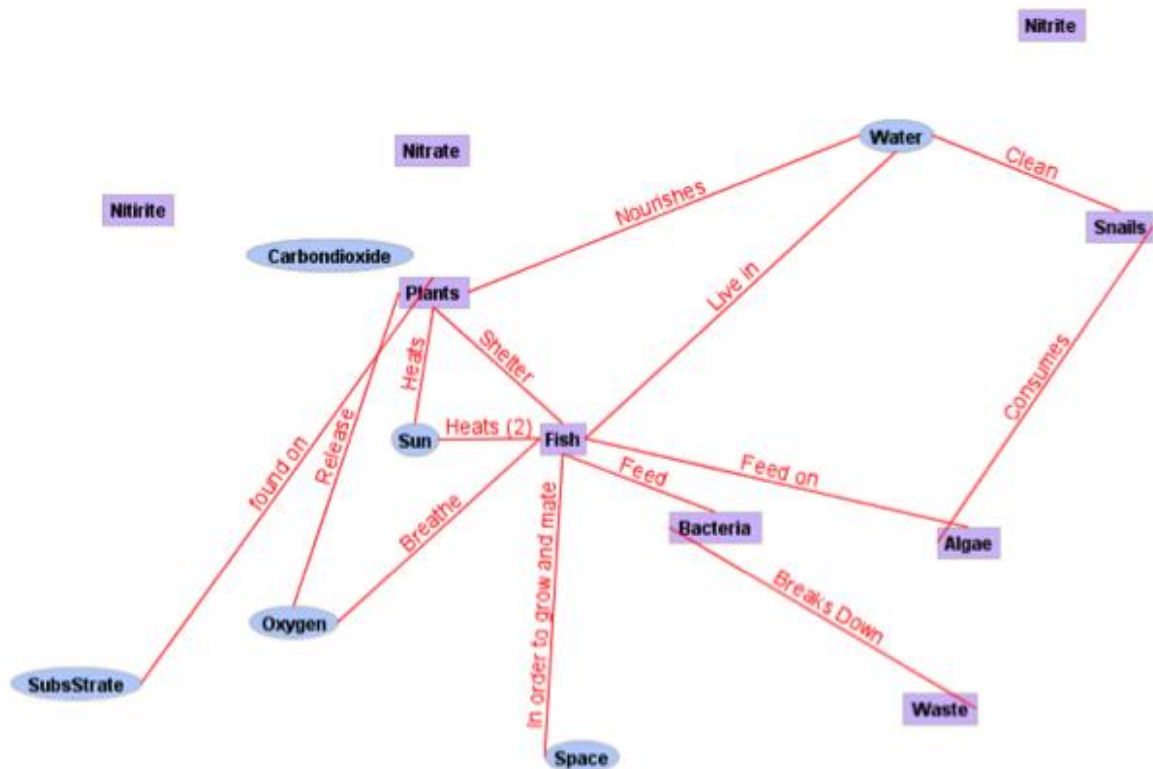 Nitrite
Water
Clean
Nitrate
Nourishes
Nitirite
Snails
Carbondioxide
Plants
Live in
Shelter
Heats
Consumes
Sun
Heats (2)
Fish
found on
Release
Feed
Feed on
Breathe
Bacteria
Algae
In order to grow and mate
Breaks Down
Oxygen
SubsStrate
Waste
Space